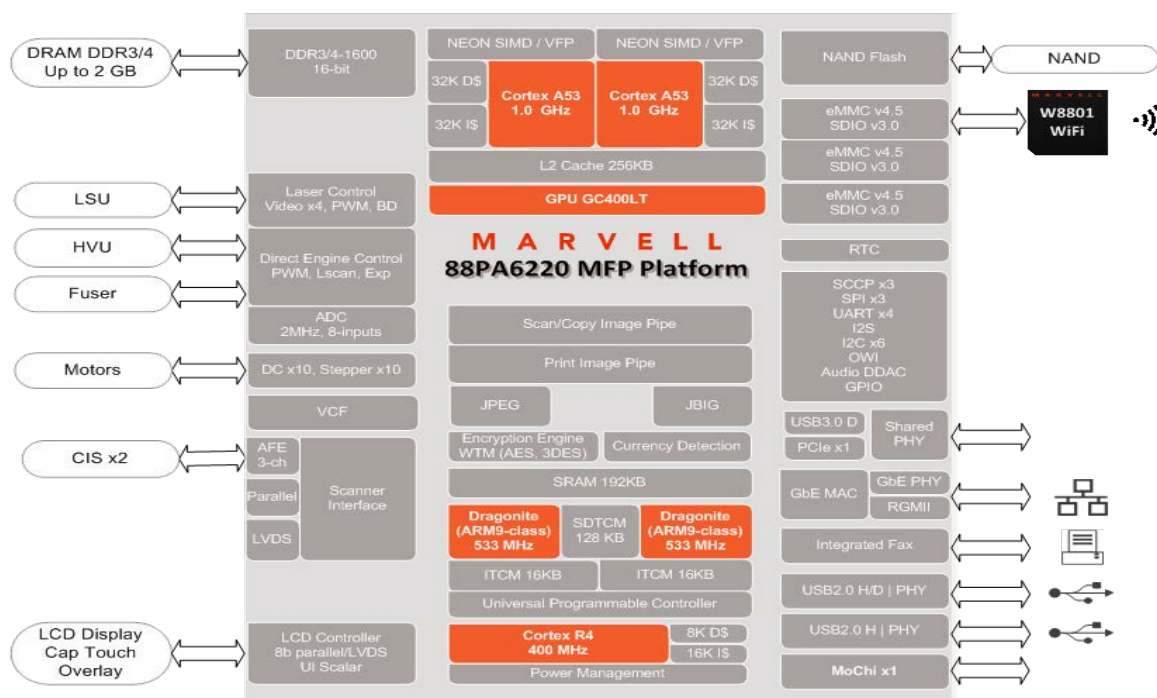 DRAM DDR3/4
Up to 2 GB
LSU
HVU
Fuser
Motors
CIS x2
LCD Display
Cap Touch
Overlay
DDR3/4-1600
16-bit
Laser Control
Video x4, PWM, BD
Direct Engine Control
PWM, Lscan, Exp
ADC
2MHz, 8-inputs
DC x10, Stepper x10
VCF
AFE
3-ch
Parallel
LVDS
Scanner
Interface
LCD Controller
8b parallel/LVDS
UI Scalar
NEON SIMD / VFP
NEON SIMD / VFP
32K D$
32K I$
Cortex A53
1.0 GHz
Cortex A53
1.0 GHz
32K D$
32K I$
L2 Cache 256KB
GPU GC400LT
MARVELL
88PA6220 MFP Platform
Scan/Copy Image Pipe
Print Image Pipe
JPEG
JBIG
Encryption Engine
WTM (AES, 3DES)
Currency Detection
SRAM 192KB
Dragonite
(ARM9-class)
533 MHz
SDTCM
128 KB
Dragonite
(ARM9-class)
533 MHz
ITCM 16KB
ITCM 16KB
Universal Programmable Controller
Cortex R4
400 MHz
8K D$
16K I$
Power Management
NAND Flash
eMMC v4.5
SDIO v3.0
eMMC v4.5
SDIO v3.0
eMMC v4.5
SDIO v3.0
RTC
SCCP x3
SPI x3
UART x4
I2S
I2C x6
OWI
Audio DDAC
GPIO
USB3.0 D
PCIe x1
Shared
PHY
GbE MAC
GbE PHY
RGMII
Integrated Fax
USB2.0 H/D | PHY
USB2.0 H | PHY
MoChi x1
NAND
MARVELL
W8801
WiFi